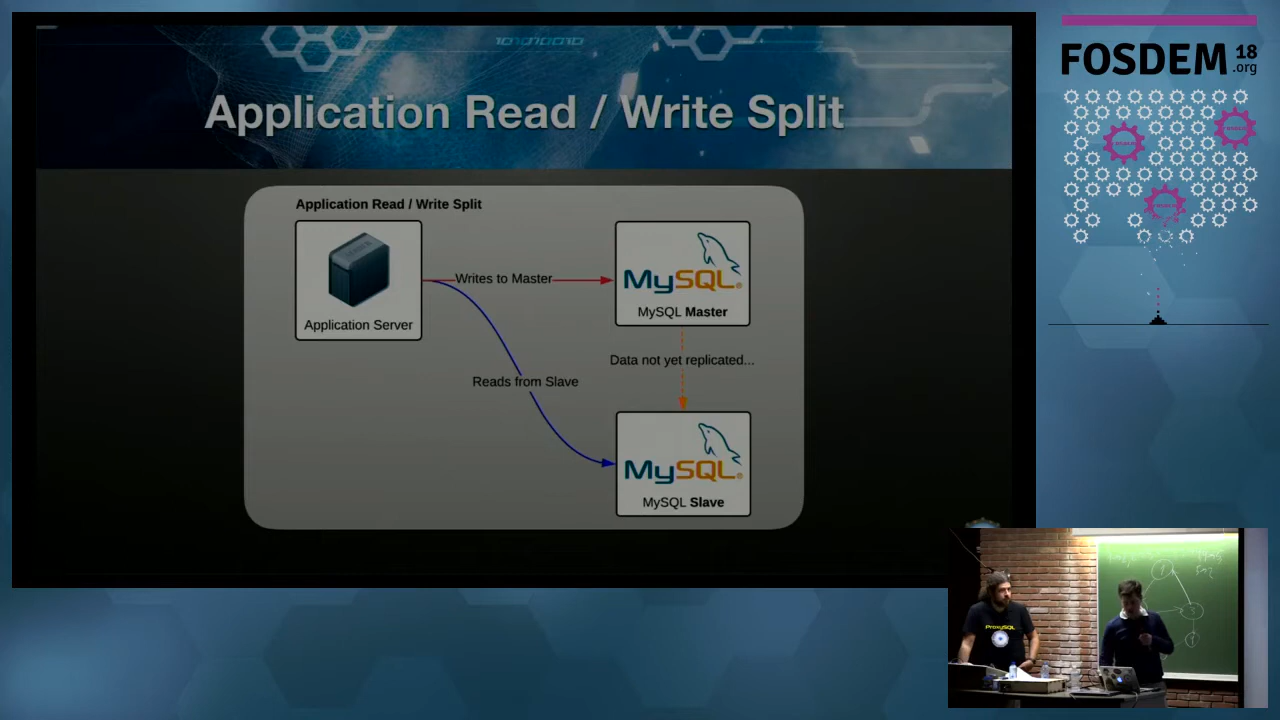 Application Read / Write Split
Application Read / Write Split
Application Server
Writes to Master
MySQL®
MySQL Master
Data not yet replicated...
Reads from Slave
MySQL®
MySQL Slave
FOSDEM 18
.org
ProxySQL